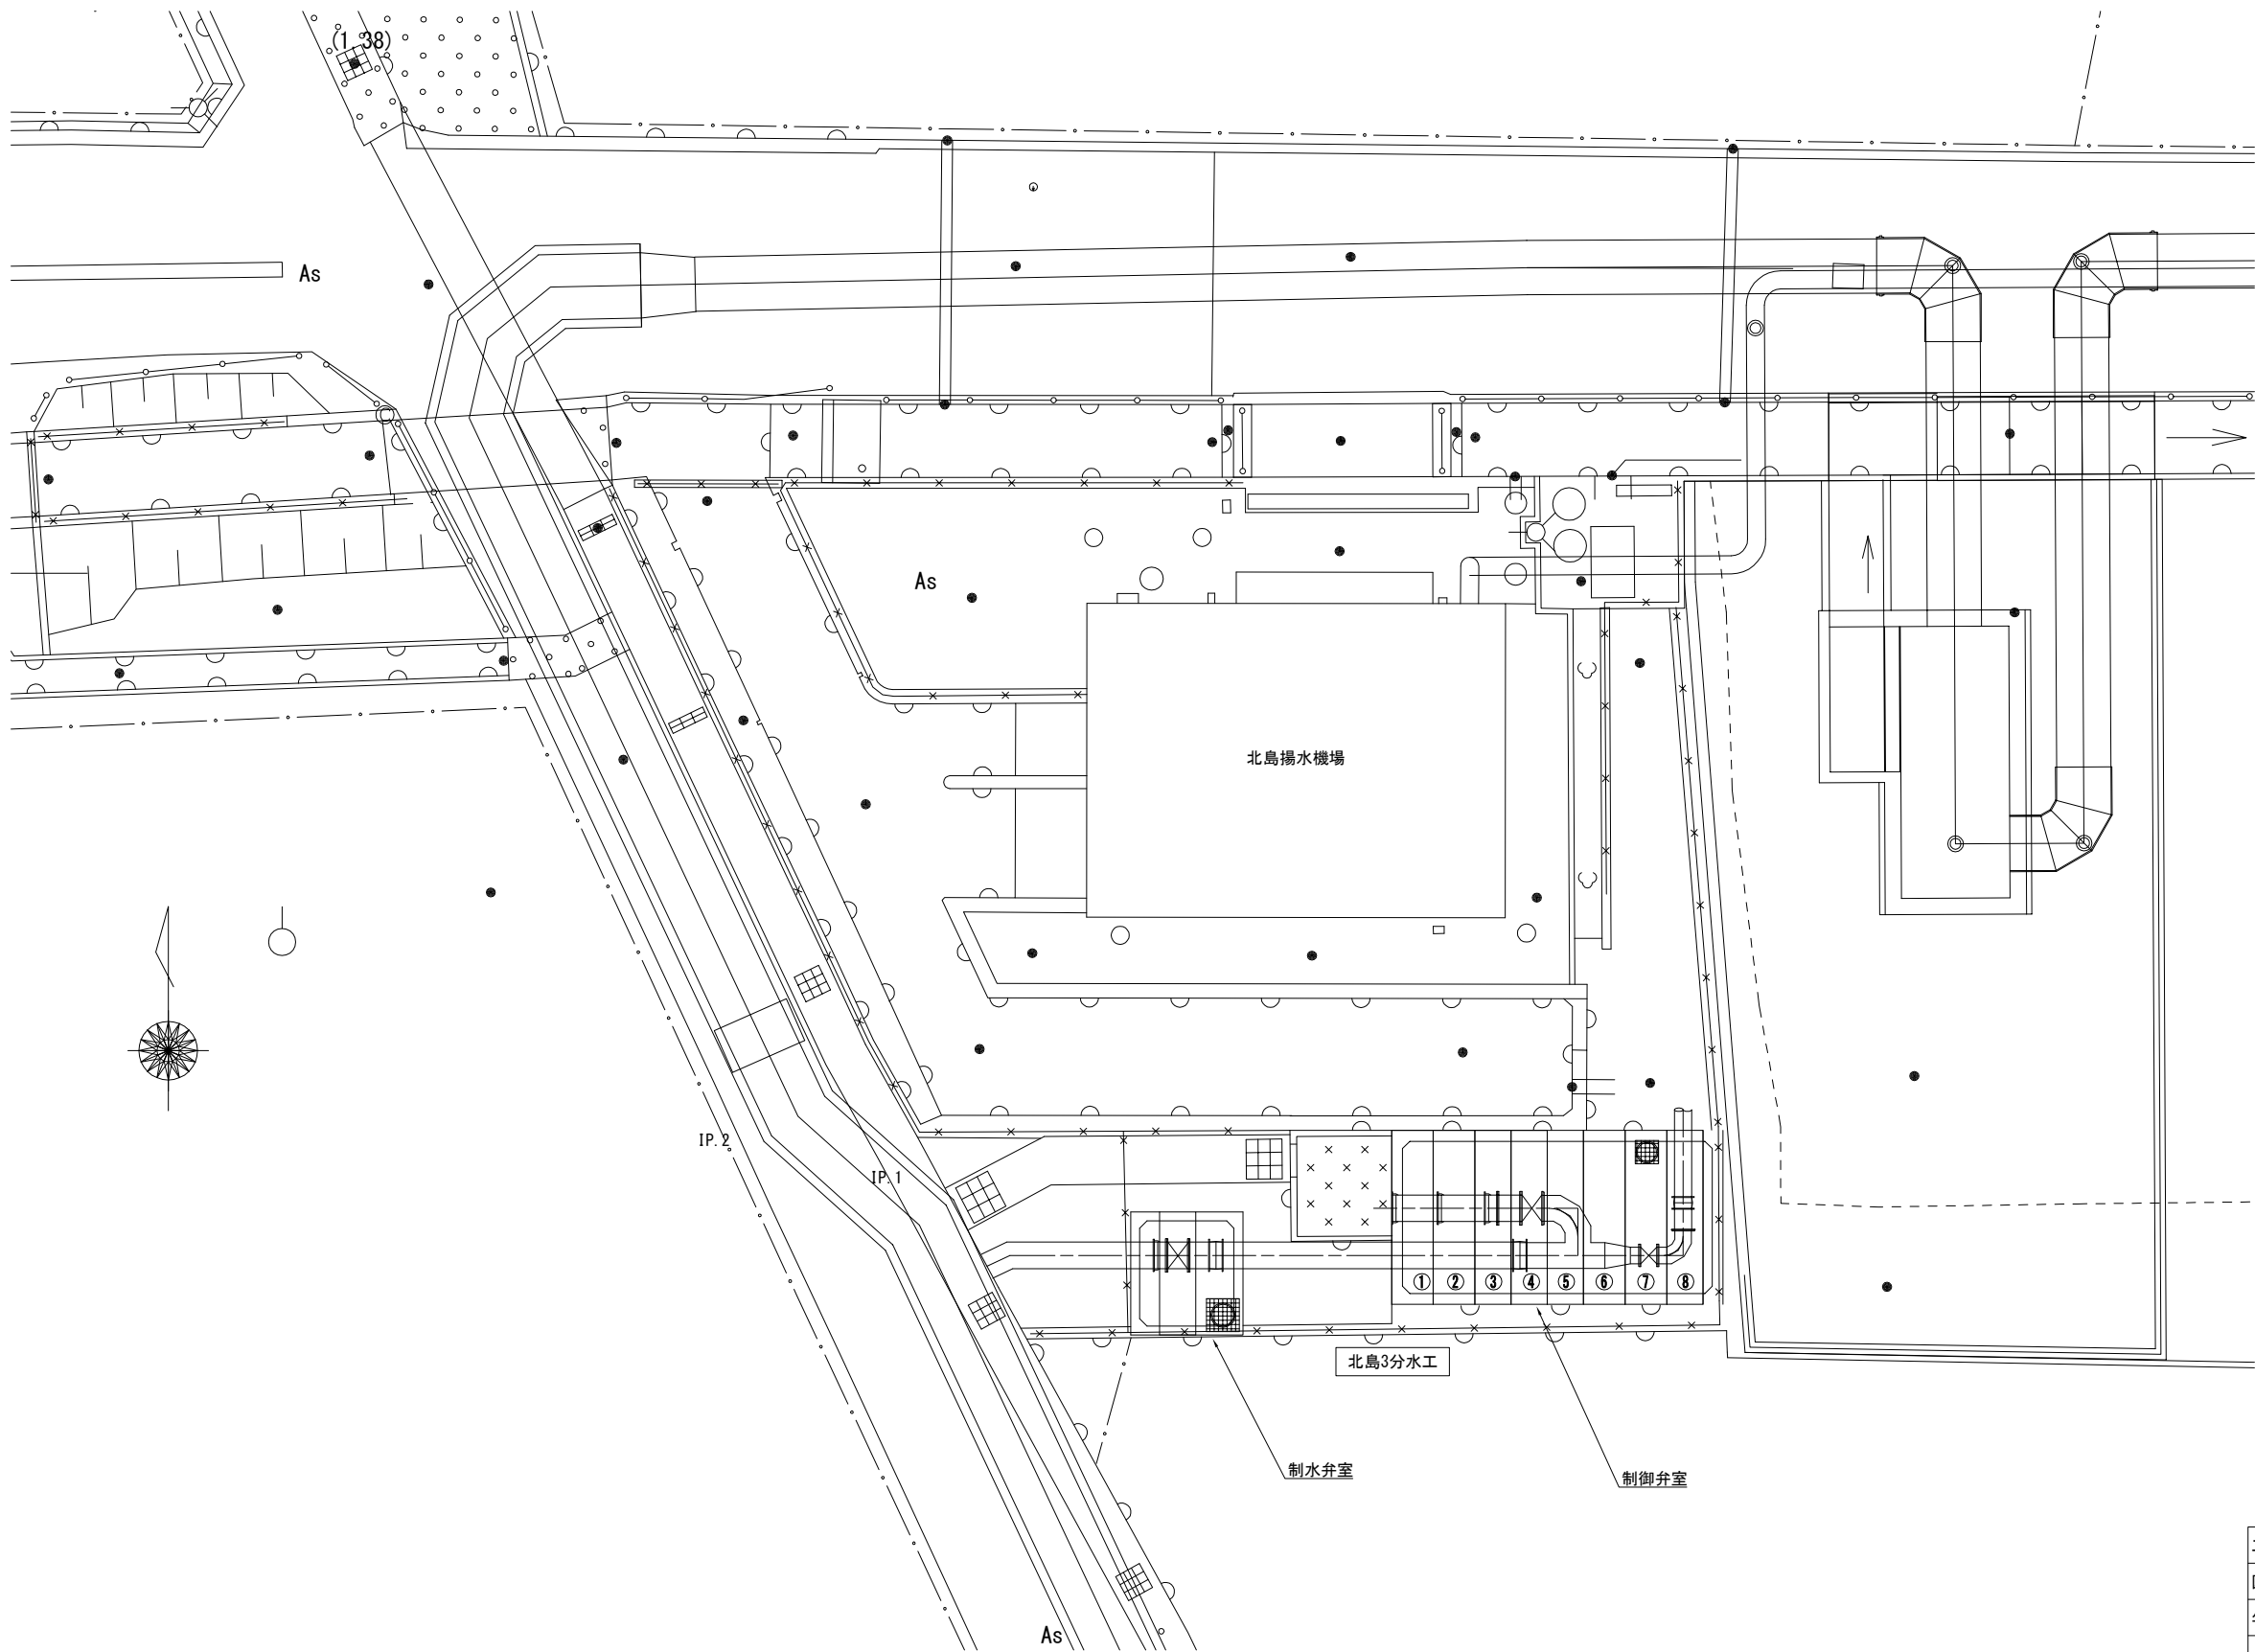 (1.38)
As
As
北島揚水機場
IP.2
IP.1
① ② ③ ④ ⑤ ⑥ ⑦ ⑧
北島3分水工
制水弁室
制御弁室
As